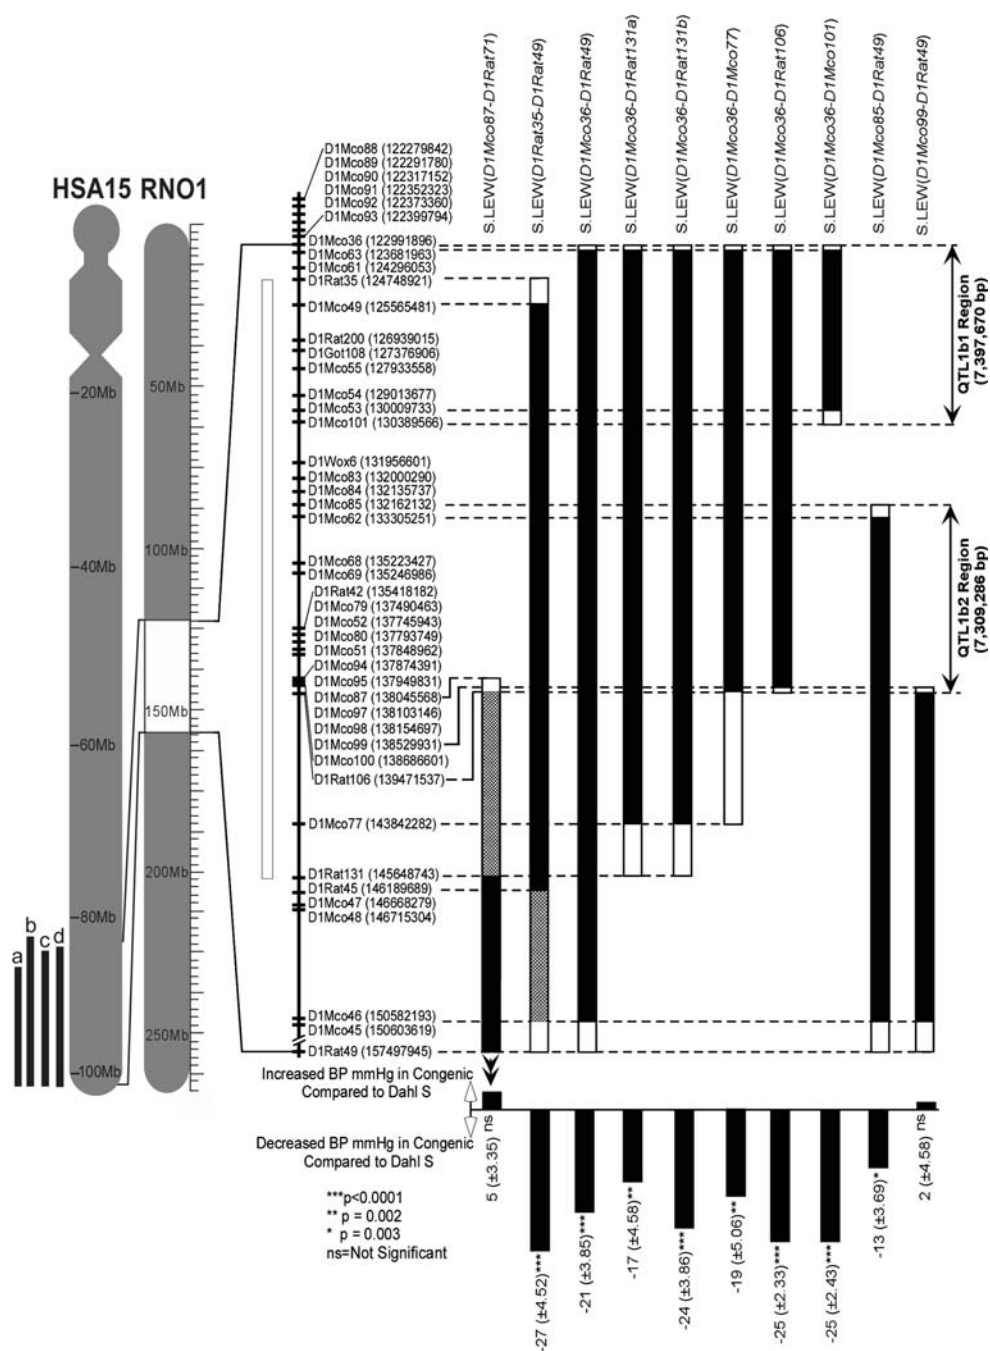 S.LEW(D1Mco87-D1Rat71)
S.LEW(D1Rat35-D1Rat49)
S.LEW(D1Mco36-D1Rat49)
S.LEW(D1Mco36-D1Rat131a)
S.LEW(D1Mco36-D1Rat131b)
S.LEW(D1Mco36-D1Mco77)
S.LEW(D1Mco36-D1Rat106)
S.LEW(D1Mco36-D1Mco101)
S.LEW(D1Mco85-D1Rat49)
S.LEW(D1Mco99-D1Rat49)
HSA15 RNO1
20Mb
40Mb
60Mb
80Mb
100Mb
a
b
c
d
50Mb
100Mb
150Mb
200Mb
250Mb
D1Mco88 (122279842)
D1Mco89 (122291780)
D1Mco90 (122317152)
D1Mco91 (122352323)
D1Mco92 (122373360)
D1Mco93 (122399794)
D1Mco36 (122991896)
D1Mco63 (123681963)
D1Mco61 (124296053)
D1Rat35 (124748921)
D1Mco49 (125565481)
D1Rat200 (126939015)
D1Got108 (127376906)
D1Mco55 (127933558)
D1Mco54 (129013677)
D1Mco53 (130009733)
D1Mco101 (130389566)
D1Wox6 (131956601)
D1Mco83 (132000290)
D1Mco84 (132135737)
D1Mco85 (132162132)
D1Mco62 (133305251)
D1Mco68 (135223427)
D1Mco69 (135246986)
D1Rat42 (135418182)
D1Mco79 (137490463)
D1Mco52 (137745943)
D1Mco80 (137793749)
D1Mco51 (137848962)
D1Mco94 (137874391)
D1Mco95 (137949831)
D1Mco87 (138045568)
D1Mco97 (138103146)
D1Mco98 (138154697)
D1Mco99 (138529931)
D1Mco100 (138686601)
D1Rat106 (139471537)
D1Mco77 (143842282)
D1Rat131 (145648743)
D1Rat45 (146189689)
D1Mco47 (146668279)
D1Mco48 (146715304)
D1Mco46 (150582193)
D1Mco45 (150603619)
D1Rat49 (157497945)
QTL1b1 Region
(7,397,670 bp)
QTL1b2 Region
(7,309,286 bp)
Increased BP mmHg in Congenic
Compared to Dahl S
Decreased BP mmHg in Congenic
Compared to Dahl S
***p<0.0001
** p = 0.002
* p = 0.003
ns=Not Significant
5 (±3.35) ns
-27 (±4.52)***
-21 (±3.85)***
-17 (±4.58)**
-24 (±3.86)***
-19 (±5.06)**
-25 (±2.33)***
-25 (±2.43)***
-13 (±3.69)*
2 (±4.58) ns